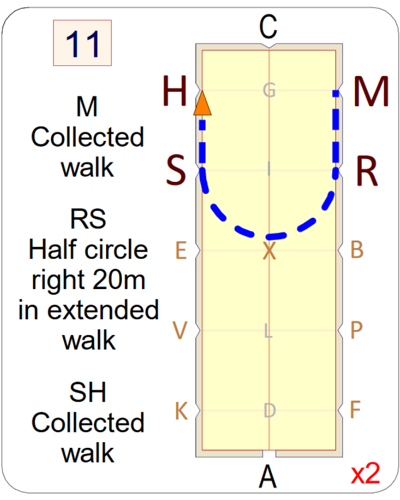 11
C
H
G
M
M
Collected
walk
S
I
R
RS
Half circle
right 20m
in extended
walk
E
X
B
V
L
P
SH
Collected
walk
K
D
F
A
x2